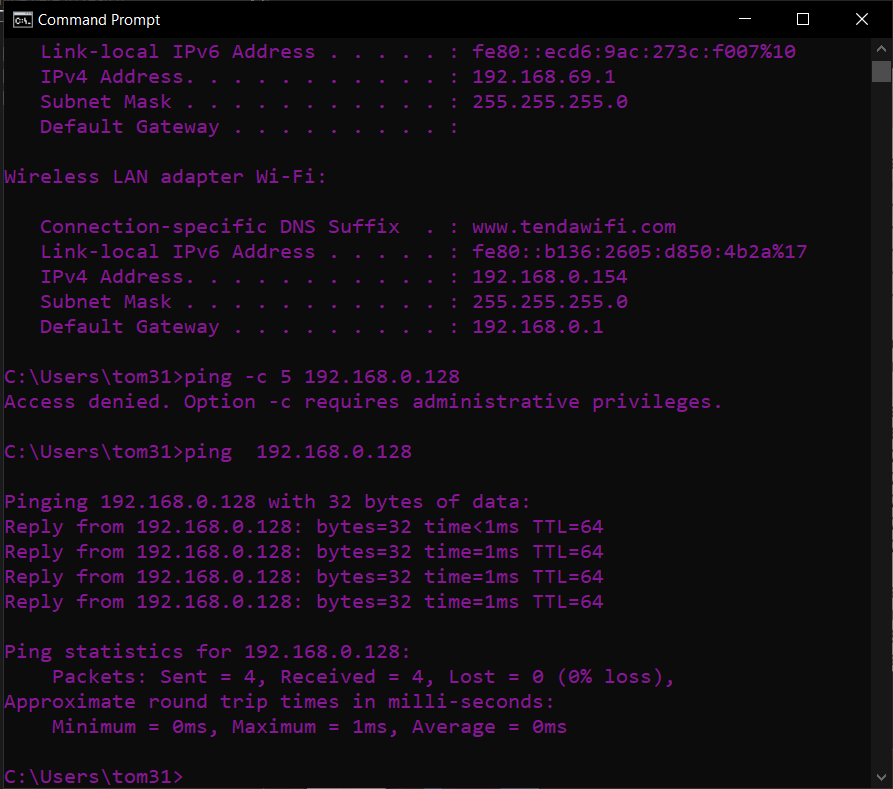 Command Prompt
Link-local IPv6 Address . . . . . : fe80::ecd6:9ac:273c:f007%10
IPv4 Address. . . . . . . . . . . : 192.168.69.1
Subnet Mask . . . . . . . . . . . : 255.255.255.0
Default Gateway . . . . . . . . . :
Wireless LAN adapter Wi-Fi:
Connection-specific DNS Suffix  . : www.tendawifi.com
Link-local IPv6 Address . . . . . : fe80::b136:2605:d850:4b2a%17
IPv4 Address. . . . . . . . . . . : 192.168.0.154
Subnet Mask . . . . . . . . . . . : 255.255.255.0
Default Gateway . . . . . . . . . : 192.168.0.1
C:\Users\tom31>ping -c 5 192.168.0.128
Access denied. Option -c requires administrative privileges.
C:\Users\tom31>ping  192.168.0.128
Pinging 192.168.0.128 with 32 bytes of data:
Reply from 192.168.0.128: bytes=32 time<1ms TTL=64
Reply from 192.168.0.128: bytes=32 time=1ms TTL=64
Reply from 192.168.0.128: bytes=32 time=1ms TTL=64
Reply from 192.168.0.128: bytes=32 time=1ms TTL=64
Ping statistics for 192.168.0.128:
Packets: Sent = 4, Received = 4, Lost = 0 (0% loss),
Approximate round trip times in milli-seconds:
Minimum = 0ms, Maximum = 1ms, Average = 0ms
C:\Users\tom31>